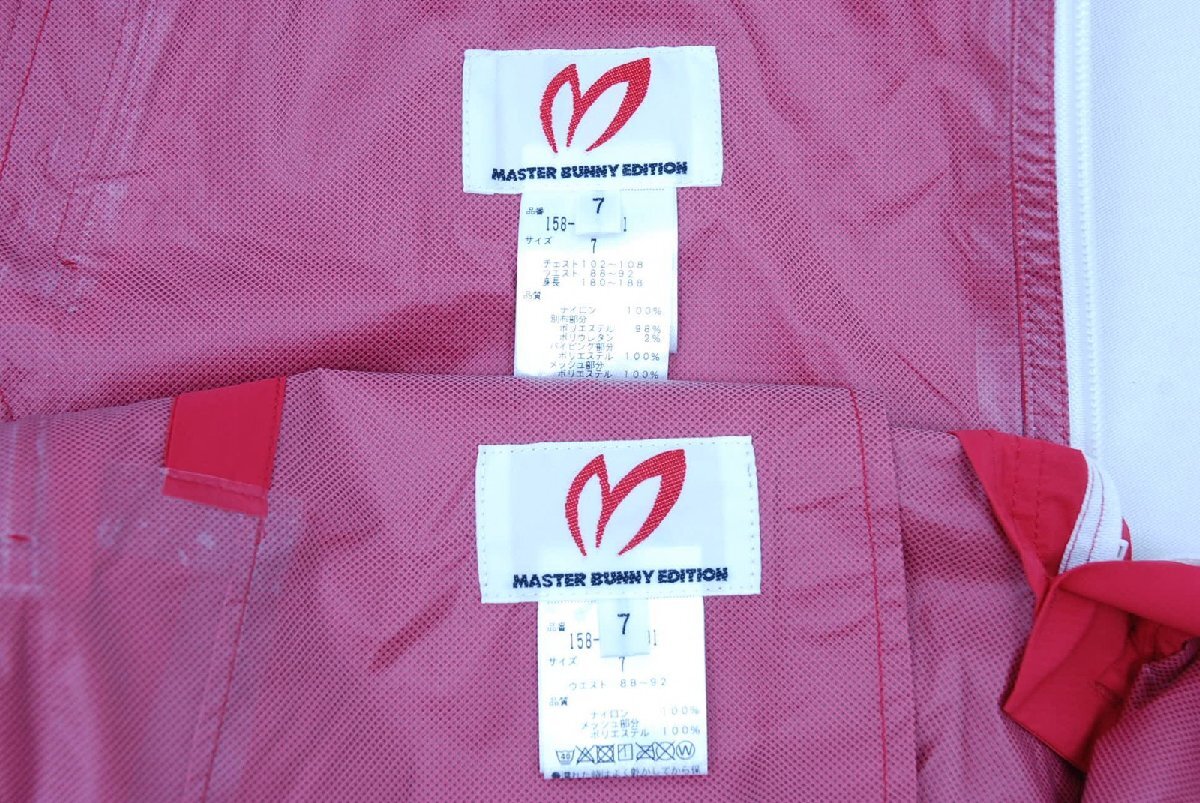 MASTER BUNNY EDITION
7
品番
158-
サイズ
7
チェスト 102～108
ウエスト 88～92
身長 180～188
品質
ナイロン 100%
別布部分
ポリエステル 98%
ポリウレタン 2%
パイピング部分
ポリエステル 100%
メッシュ部分
ポリエステル 100%
MASTER BUNNY EDITION
7
品番
158-
サイズ
7
ウエスト 88～92
品質
ナイロン 100%
メッシュ部分
ポリエステル 100%
40
W